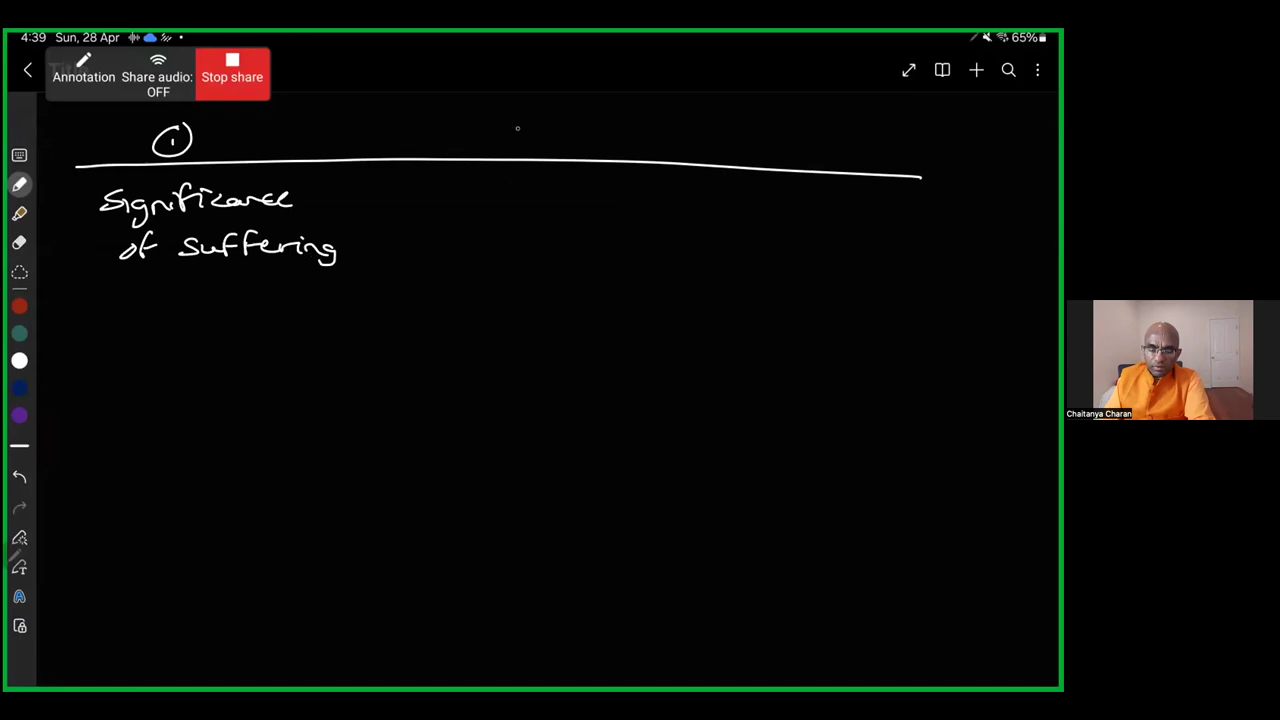 4:39 Sun, 28 Apr
65%
Annotation
Share audio: OFF
Stop share
1
Significance
of suffering
Chaitanya Charan